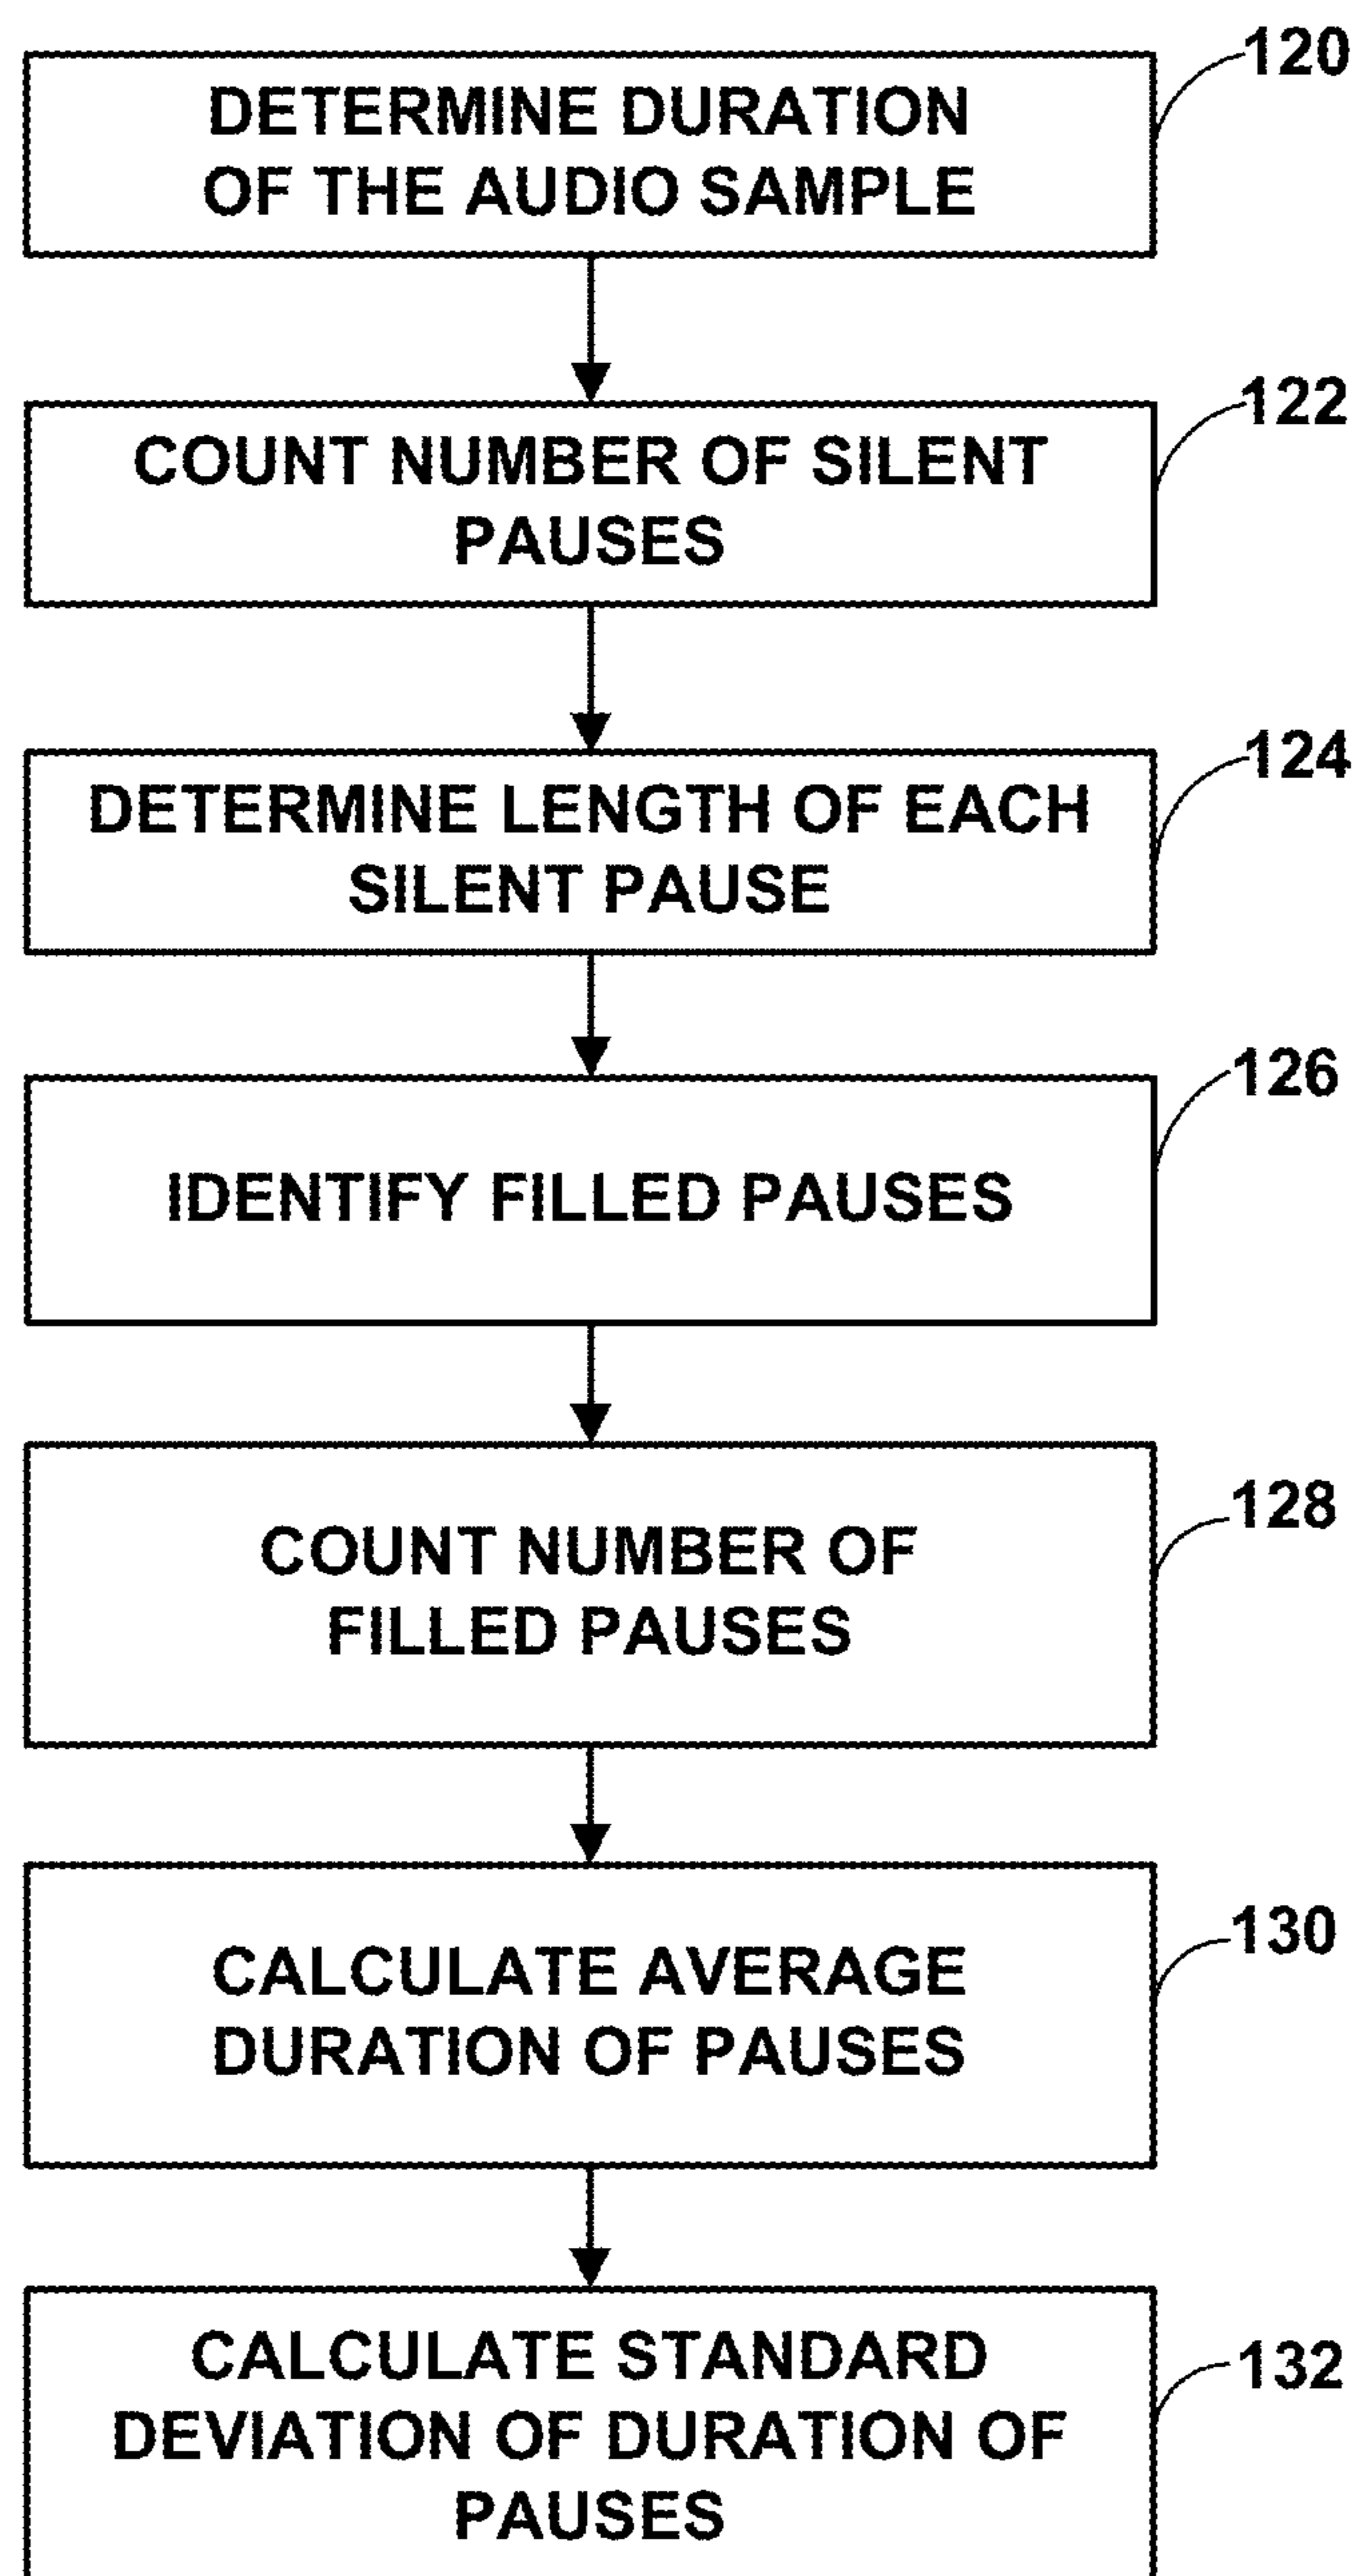 120
DETERMINE DURATION
OF THE AUDIO SAMPLE
122
COUNT NUMBER OF SILENT
PAUSES
124
DETERMINE LENGTH OF EACH
SILENT PAUSE
126
IDENTIFY FILLED PAUSES
128
COUNT NUMBER OF
FILLED PAUSES
130
CALCULATE AVERAGE
DURATION OF PAUSES
132
CALCULATE STANDARD
DEVIATION OF DURATION OF
PAUSES